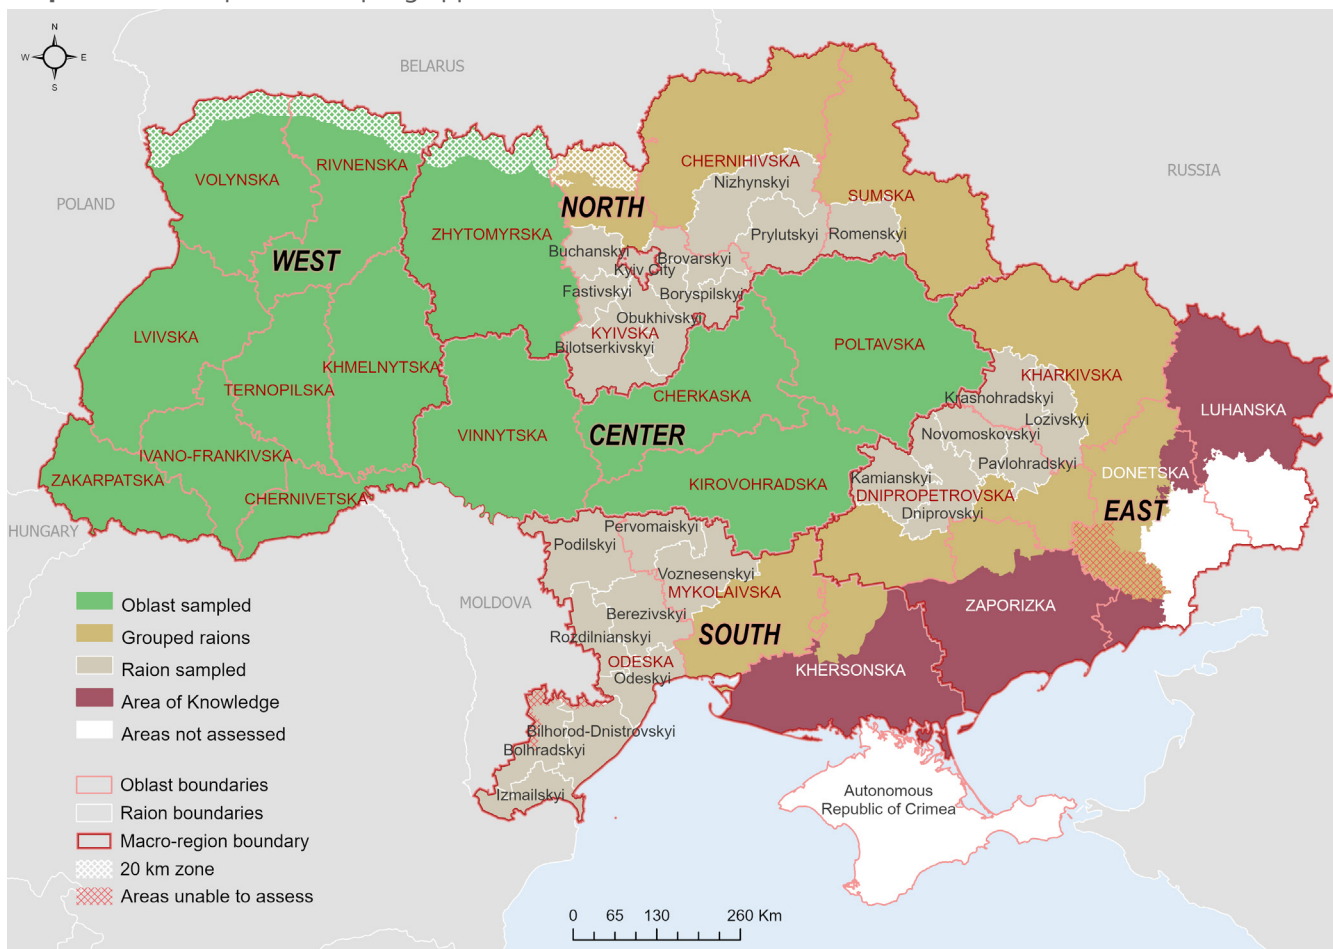 N
W
E
S
BELARUS
RUSSIA
POLAND
HUNGARY
MOLDOVA
VOLYNSKA
RIVNENSKA
WEST
ZHYTOMYRSKA
LVIVSKA
KHMELNYTSKA
TERNOPILSKA
IVANO-FRANKIVSKA
ZAKARPATSKA
CHERNIVETSKA
VINNYTSKA
NORTH
CHERNIHIVSKA
Nizhynskyi
SUMSKA
Prylutskyi
Romenskyi
Buchanskyi
Brovarskyi
Kyiv City
Fastivskyi
Boryspilskyi
Obukhivskyi
KYIVSKA
Bilotserkivskyi
POLTAVSKA
CHERKASKA
CENTER
KIROVOHRADSKA
KHARKIVSKA
Krasnohradskyi
Lozivskyi
Novomoskovskyi
Pavlohradskyi
Kamianskyi
DNIPROPETROVSKA
Dniprovskyi
LUHANSKA
DONETSKA
EAST
ZAPORIZKA
KHERSONSKA
Pervomaiskyi
Podilskyi
Voznesenskyi
MYKOLAIVSKA
Berezivskyi
SOUTH
Rozdilnianskyi
ODESKA
Odeskyi
Bilhorod-Dnistrovskyi
Bolhradskyi
Izmailskyi
Autonomous
Republic of Crimea
Oblast sampled
Grouped raions
Raion sampled
Area of Knowledge
Areas not assessed
Oblast boundaries
Raion boundaries
Macro-region boundary
20 km zone
Areas unable to assess
0 65 130 260 Km